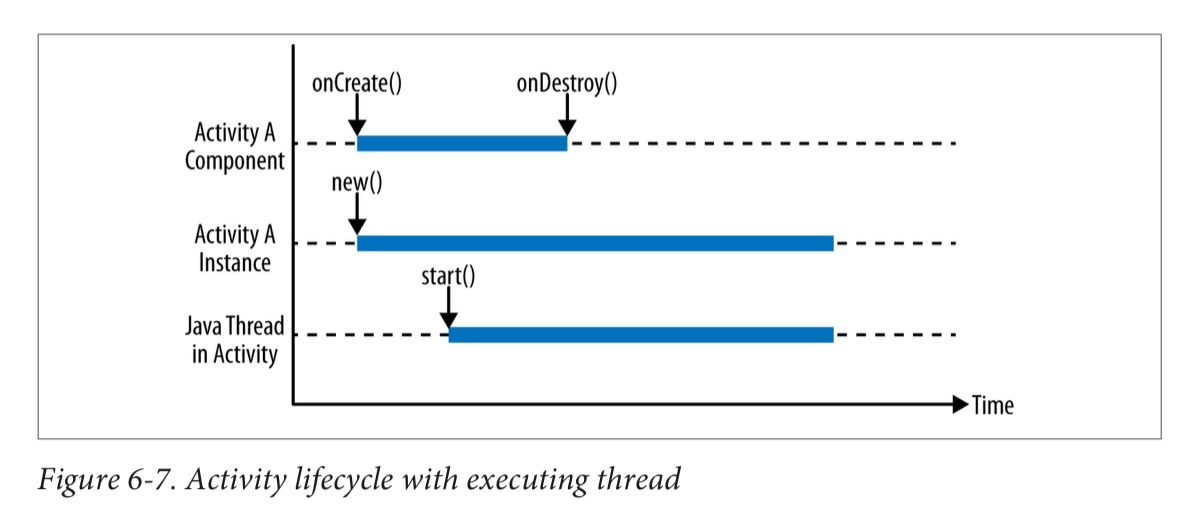 onCreate()
onDestroy()
Activity A
Component
new()
Activity A
Instance
start()
Java Thread
in Activity
Time
Figure 6-7. Activity lifecycle with executing thread